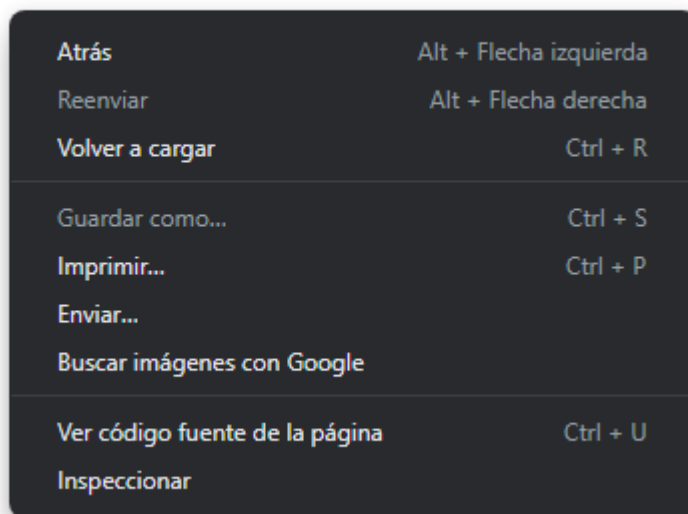 Atrás Alt + Flecha izquierda
Reenviar Alt + Flecha derecha
Volver a cargar Ctrl + R
Guardar como... Ctrl + S
Imprimir... Ctrl + P
Enviar...
Buscar imágenes con Google
Ver código fuente de la página Ctrl + U
Inspeccionar